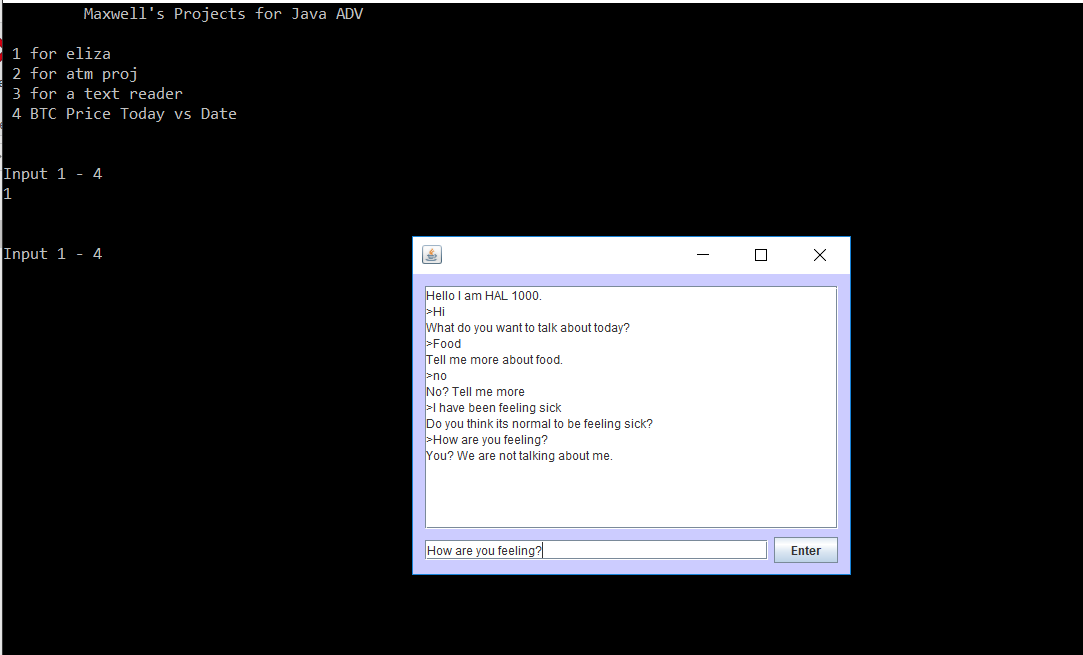 Maxwell's Projects for Java ADV
1 for eliza
2 for atm proj
3 for a text reader
4 BTC Price Today vs Date
Input 1 - 4
1
Input 1 - 4
Hello I am HAL 1000.
>Hi
What do you want to talk about today?
>Food
Tell me more about food.
>no
No? Tell me more
>I have been feeling sick
Do you think its normal to be feeling sick?
>How are you feeling?
You? We are not talking about me.
How are you feeling?
Enter